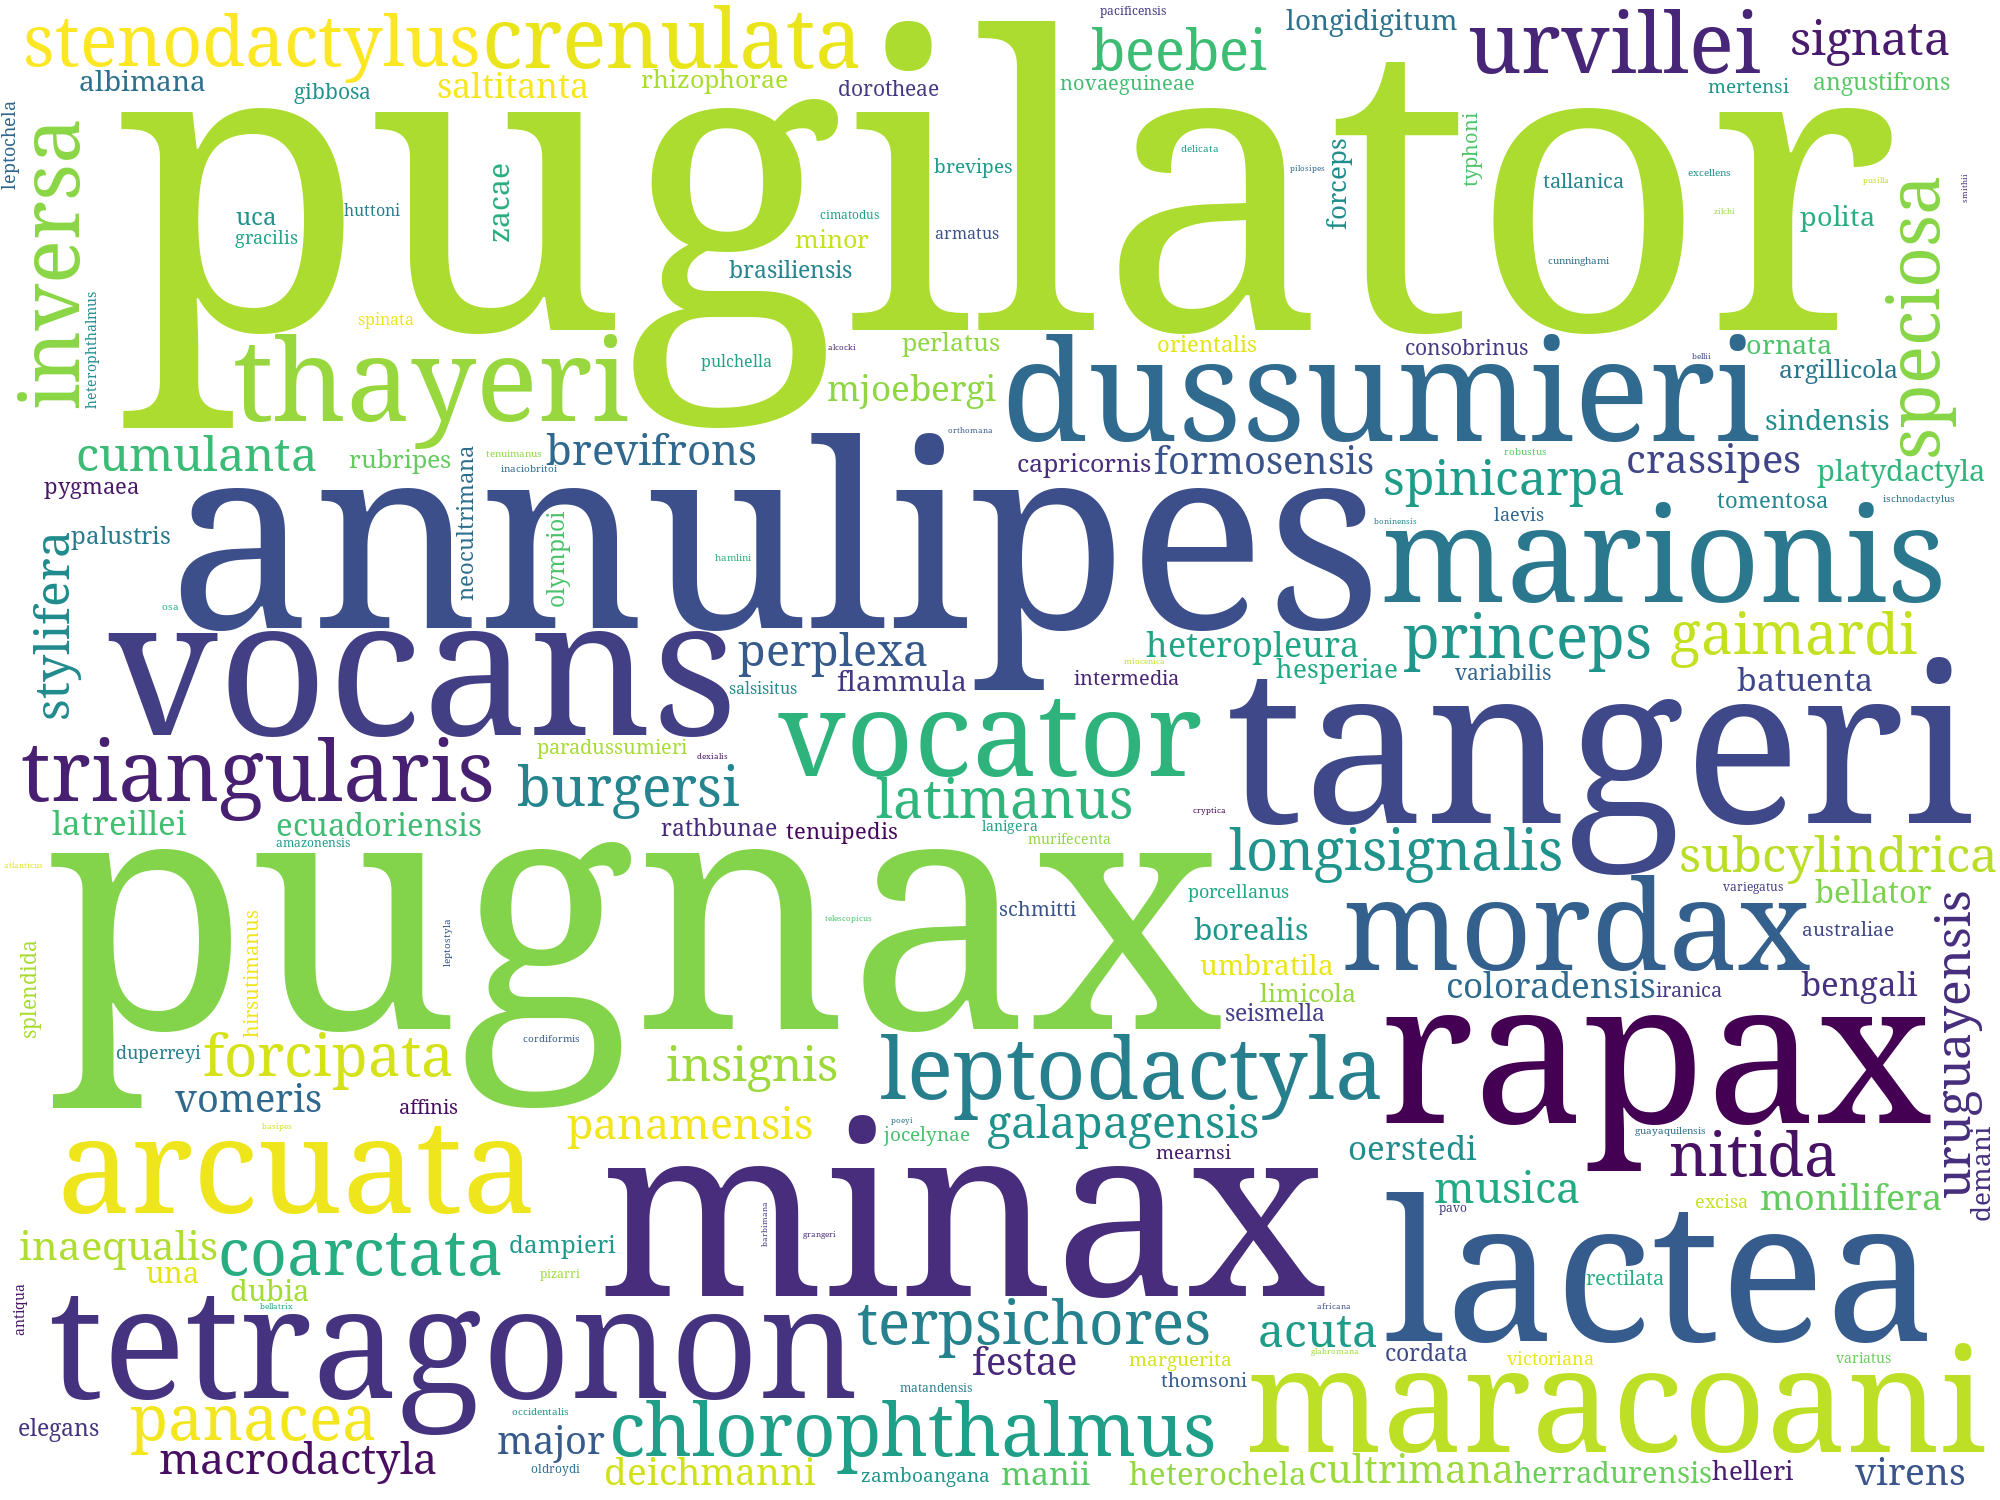 pacificensis
stenodactylus crenulata beebei longidigitum urvillei signata
albimana gibbosa saltitanta rhizophorae dorotheae novaeguineae mertensi angustifrons
pugilator
leptochela inversa heterophthalmus zacae brevipes delicata pilosipes forceps typhoni tallanica excellens pusilla smithii
uca gracilis huttoni cimatodus minor armatus brasiliensis cunninghami zilchi polita speciosa
spinata thayeri pulchella alcocki perlatus mjoebergi orientalis consobrinus bellii ornata argillicola
dussumieri sindensis
cumulanta rubripes tenuimanus inaciobritoi brevifrons orthomana capricornis formosensis robustus spinicarpa crassipes platydactyla
pygmaea neocultrimana annulipes boninensis laevis tomentosa ischnodactylus
palustris olympioi hamlini marionis
stylifera osa
vocans perplexa heteropleura princeps gaimardi
salsisitus flammula miocenica intermedia hesperiae variabilis batuenta
triangularis paradussumieri dexialis vocator tangeri
burgersi latimanus cryptica
latreillei ecuadoriensis amazonensis rathbunae tenuipedis lanigera murifecenta longisignalis subcylindrica
atlanticus pugnax porcellanus mordax variegatus bellator
splendida hirsutimanus leptostyla telescopicus schmitti borealis australiae uruguayensis
umbratila limicola coloradensis iranica bengali
seismella
duperreyi forcipata cordiformis insignis leptodactyla rapax
vomeris affinis
arcuata basipes panamensis poeyi jocelynae galapagensis mearnsi oerstedi guayaquilensis nitida demani
minax musica pavo excisa monilifera
inaequalis coarctata dampieri barbimana grangeri lactea
una dubia pizarri rectilata
antiqua tetragonon bellatrix terpsichores africana acuta
festae marguerita thomsoni glabromana cordata victoriana variatus
elegans panacea occidentalis matandensis maracoani
macrodactyla major chlorophthalmus
oldroydi deichmanni zamboangana manii heterochela cultrimana herradurensis helleri virens